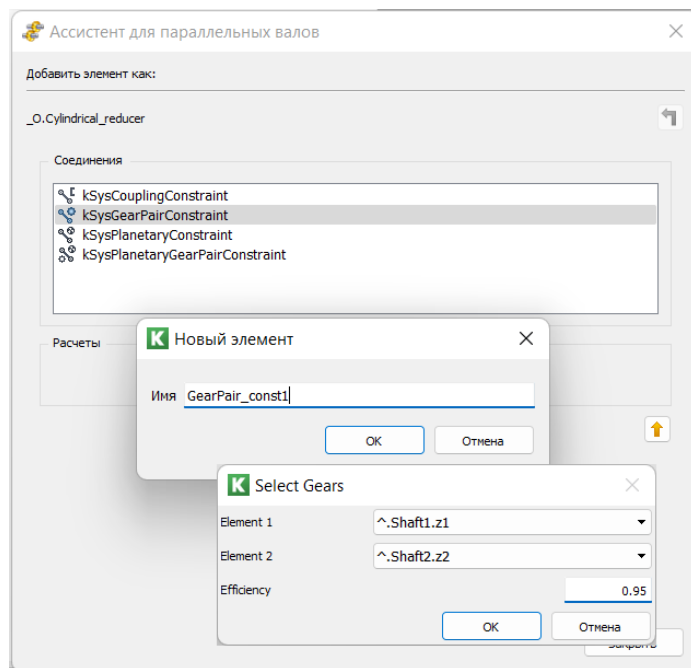 Ассистент для параллельных валов
Добавить элемент как:
_O.Cylindrical_reducer
Соединения
kSysCouplingConstraint
kSysGearPairConstraint
kSysPlanetaryConstraint
kSysPlanetaryGearPairConstraint
Расчеты
K Новый элемент
Имя GearPair_const1
OK Отмена
K Select Gears
Element 1 ^.Shaft1.z1
Element 2 ^.Shaft2.z2
Efficiency 0.95
OK Отмена